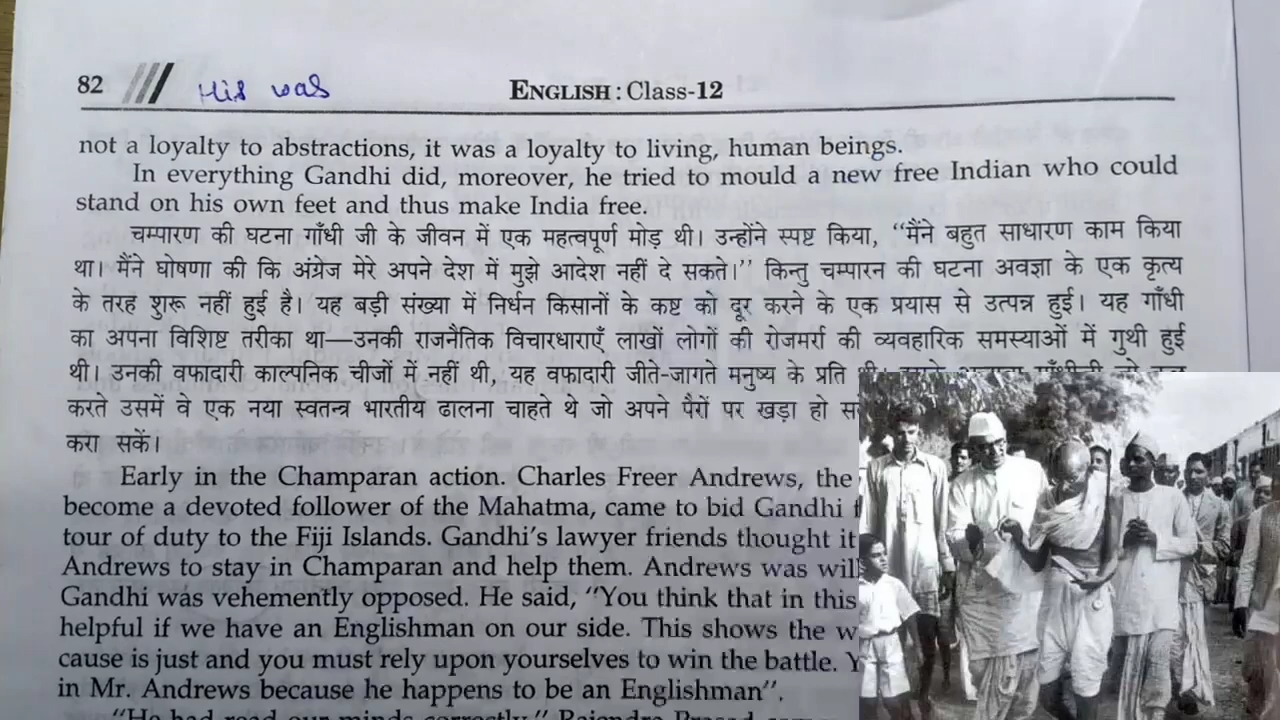 82 His was ENGLISH : Class-12
not a loyalty to abstractions, it was a loyalty to living, human beings.
In everything Gandhi did, moreover, he tried to mould a new free Indian who could
stand on his own feet and thus make India free.
चम्पारण की घटना गाँधी जी के जीवन में एक महत्वपूर्ण मोड़ थी। उन्होंने स्पष्ट किया, “मैंने बहुत साधारण काम किया
था। मैंने घोषणा की कि अंग्रेज मेरे अपने देश में मुझे आदेश नहीं दे सकते।” किन्तु चम्पारन की घटना अवज्ञा के एक कृत्य
के तरह शुरू नहीं हुई है। यह बड़ी संख्या में निर्धन किसानों के कष्ट को दूर करने के एक प्रयास से उत्पन्न हुई। यह गाँधी
का अपना विशिष्ट तरीका था—उनकी राजनैतिक विचारधाराएँ लाखों लोगों की रोजमर्रा की व्यवहारिक समस्याओं में गुथी हुई
थी। उनकी वफादारी काल्पनिक चीजों में नहीं थी, यह वफादारी जीते-जागते मनुष्य के प्रति
करते उसमें वे एक नया स्वतन्त्र भारतीय ढालना चाहते थे जो अपने पैरों पर खड़ा हो
करा सकें।
Early in the Champaran action. Charles Freer Andrews, the
become a devoted follower of the Mahatma, came to bid Gandhi
tour of duty to the Fiji Islands. Gandhi’s lawyer friends thought it
Andrews to stay in Champaran and help them. Andrews was
Gandhi was vehemently opposed. He said, “You think that in this
helpful if we have an Englishman on our side. This shows the
cause is just and you must rely upon yourselves to win the battle.
in Mr. Andrews because he happens to be an Englishman”.
“He had read our minds correctly,” Rajendra Prasad